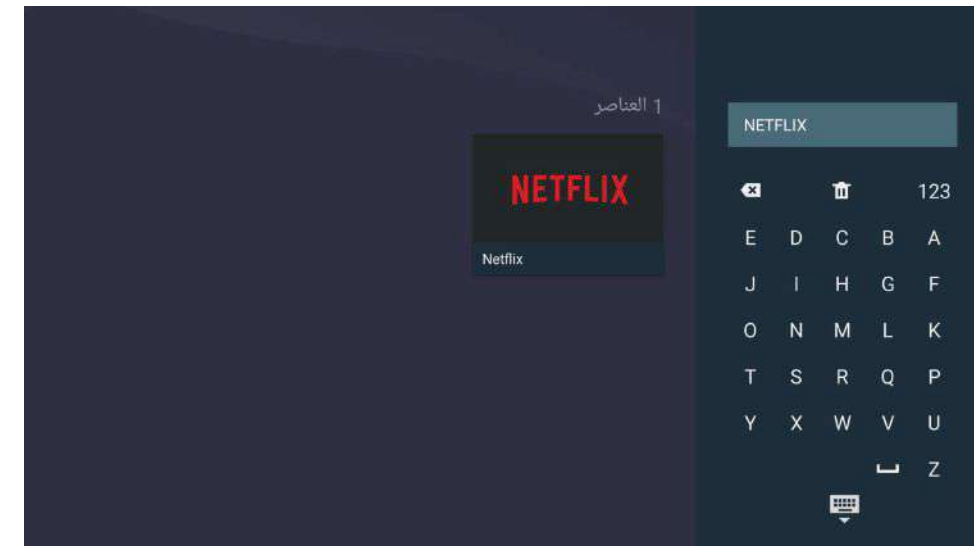 1 العناصر
NETFLIX
Netflix
NETFLIX
123
E D C B A
J I H G F
O N M L K
T S R Q P
Y X W V U
Z